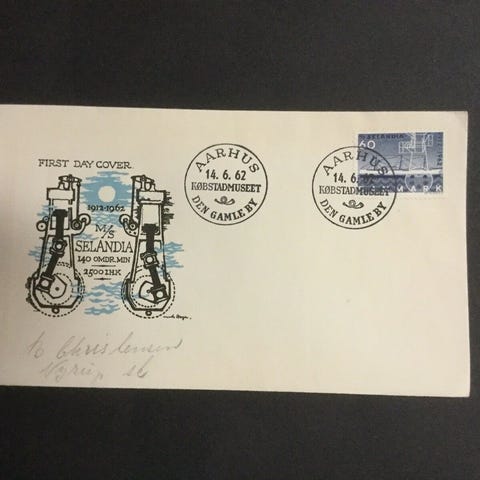 FIRST DAY COVER.
1912-1962
M/S
SELANDIA
140 OMDR. MIN
2500 IHK
AARHUS
14.6.62
KØBSTADMUSEET
DEN GAMLE BY
AARHUS
14.6.62
KØBSTADMUSEET
DEN GAMLE BY
60 SELANDIA
MARK
Christensen